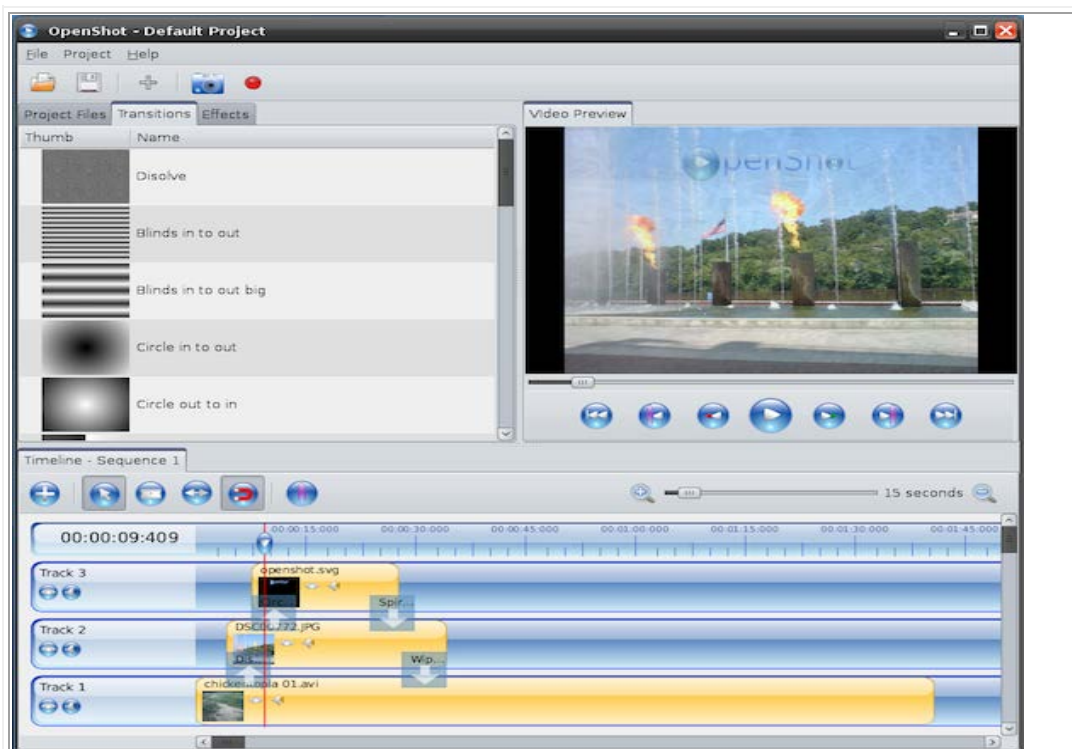 OpenShot - Default Project
File Project Help
Project Files Transitions Effects
Thumb Name
Disolve
Blinds in to out
Blinds in to out big
Circle in to out
Circle out to in
Video Preview
OpenShot
Timeline - Sequence 1
15 seconds
00:00:09:409
00:00:15:000 00:00:30:000 00:00:45:000 00:01:00:000 00:01:15:000 00:01:30:000 00:01:45:000
Track 3
openshot.svg
Circ... Spir...
Track 2
Dis... Wip...
Track 1
01.avi